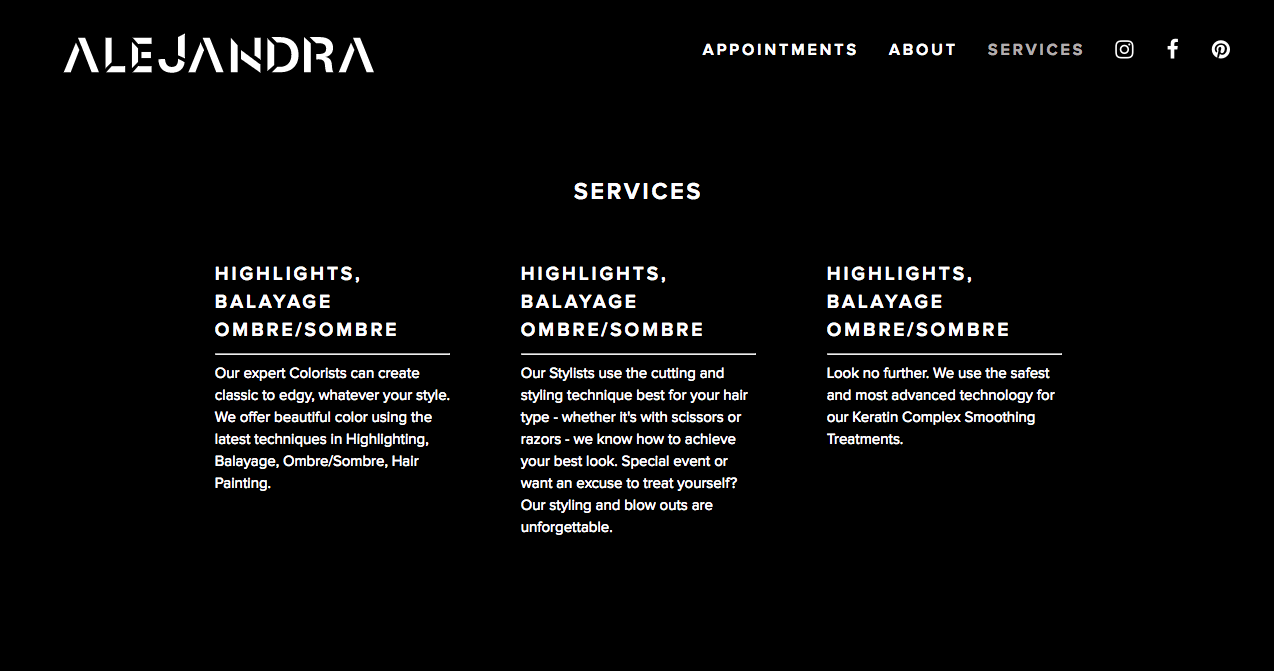 ALEJANDRA
APPOINTMENTS ABOUT SERVICES
SERVICES
HIGHLIGHTS,
BALAYAGE
OMBRE/SOMBRE
Our expert Colorists can create
classic to edgy, whatever your style.
We offer beautiful color using the
latest techniques in Highlighting,
Balayage, Ombre/Sombre, Hair
Painting.
HIGHLIGHTS,
BALAYAGE
OMBRE/SOMBRE
Our Stylists use the cutting and
styling technique best for your hair
type - whether it's with scissors or
razors - we know how to achieve
your best look. Special event or
want an excuse to treat yourself?
Our styling and blow outs are
unforgettable.
HIGHLIGHTS,
BALAYAGE
OMBRE/SOMBRE
Look no further. We use the safest
and most advanced technology for
our Keratin Complex Smoothing
Treatments.